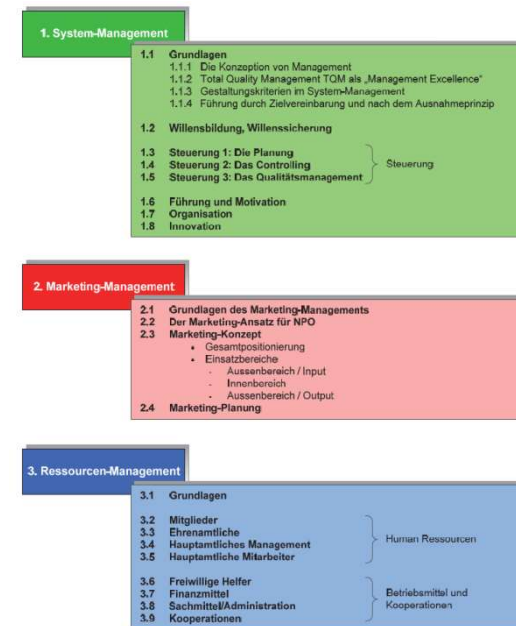 1. System-Management
1.1 Grundlagen
1.1.1 Die Konzeption von Management
1.1.2 Total Quality Management TQM als „Management Excellence"
1.1.3 Gestaltungskriterien im System-Management
1.1.4 Führung durch Zielvereinbarung und nach dem Ausnahmeprinzip
1.2 Willensbildung, Willenssicherung
1.3 Steuerung 1: Die Planung
1.4 Steuerung 2: Das Controlling
1.5 Steuerung 3: Das Qualitätsmanagement
Steuerung
1.6 Führung und Motivation
1.7 Organisation
1.8 Innovation
2. Marketing-Management
2.1 Grundlagen des Marketing-Managements
2.2 Der Marketing-Ansatz für NPO
2.3 Marketing-Konzept
• Gesamtpositionierung
• Einsatzbereiche
- Aussenbereich / Input
- Innenbereich
- Aussenbereich / Output
2.4 Marketing-Planung
3. Ressourcen-Management
3.1 Grundlagen
3.2 Mitglieder
3.3 Ehrenamtliche
3.4 Hauptamtliches Management
3.5 Hauptamtliche Mitarbeiter
Human Ressourcen
3.6 Freiwillige Helfer
3.7 Finanzmittel
3.8 Sachmittel/Administration
3.9 Kooperationen
Betriebsmittel und
Kooperationen